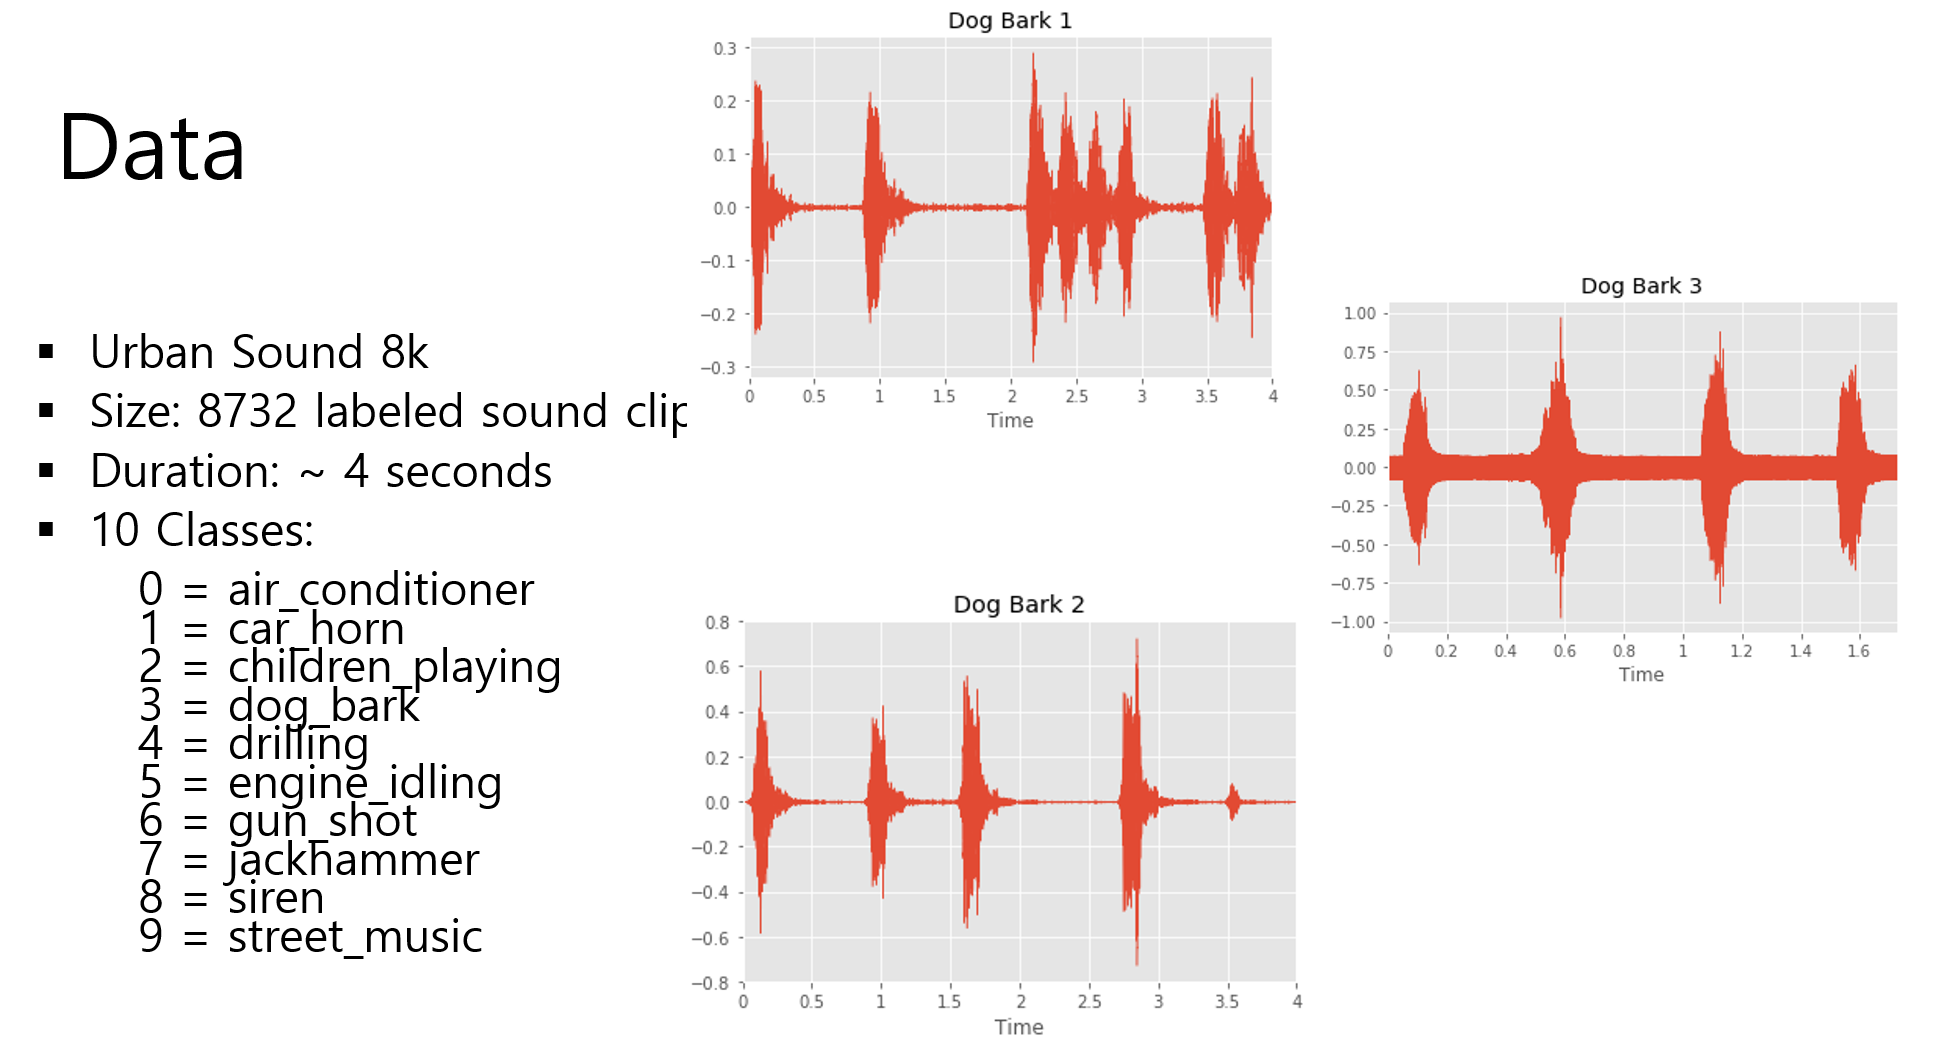 Data
▪ Urban Sound 8k
▪ Size: 8732 labeled sound clip
▪ Duration: ~ 4 seconds
▪ 10 Classes:
0 = air_conditioner
1 = car_horn
2 = children_playing
3 = dog_bark
4 = drilling
5 = engine_idling
6 = gun_shot
7 = jackhammer
8 = siren
9 = street_music
Dog Bark 1
0.3
0.2
0.1
0.0
−0.1
−0.2
−0.3
0 0.5 1 1.5 2 2.5 3 3.5 4
Time
Dog Bark 3
1.00
0.75
0.50
0.25
0.00
−0.25
−0.50
−0.75
−1.00
0 0.2 0.4 0.6 0.8 1 1.2 1.4 1.6
Time
Dog Bark 2
0.8
0.6
0.4
0.2
0.0
−0.2
−0.4
−0.6
−0.8
0 0.5 1 1.5 2 2.5 3 3.5 4
Time